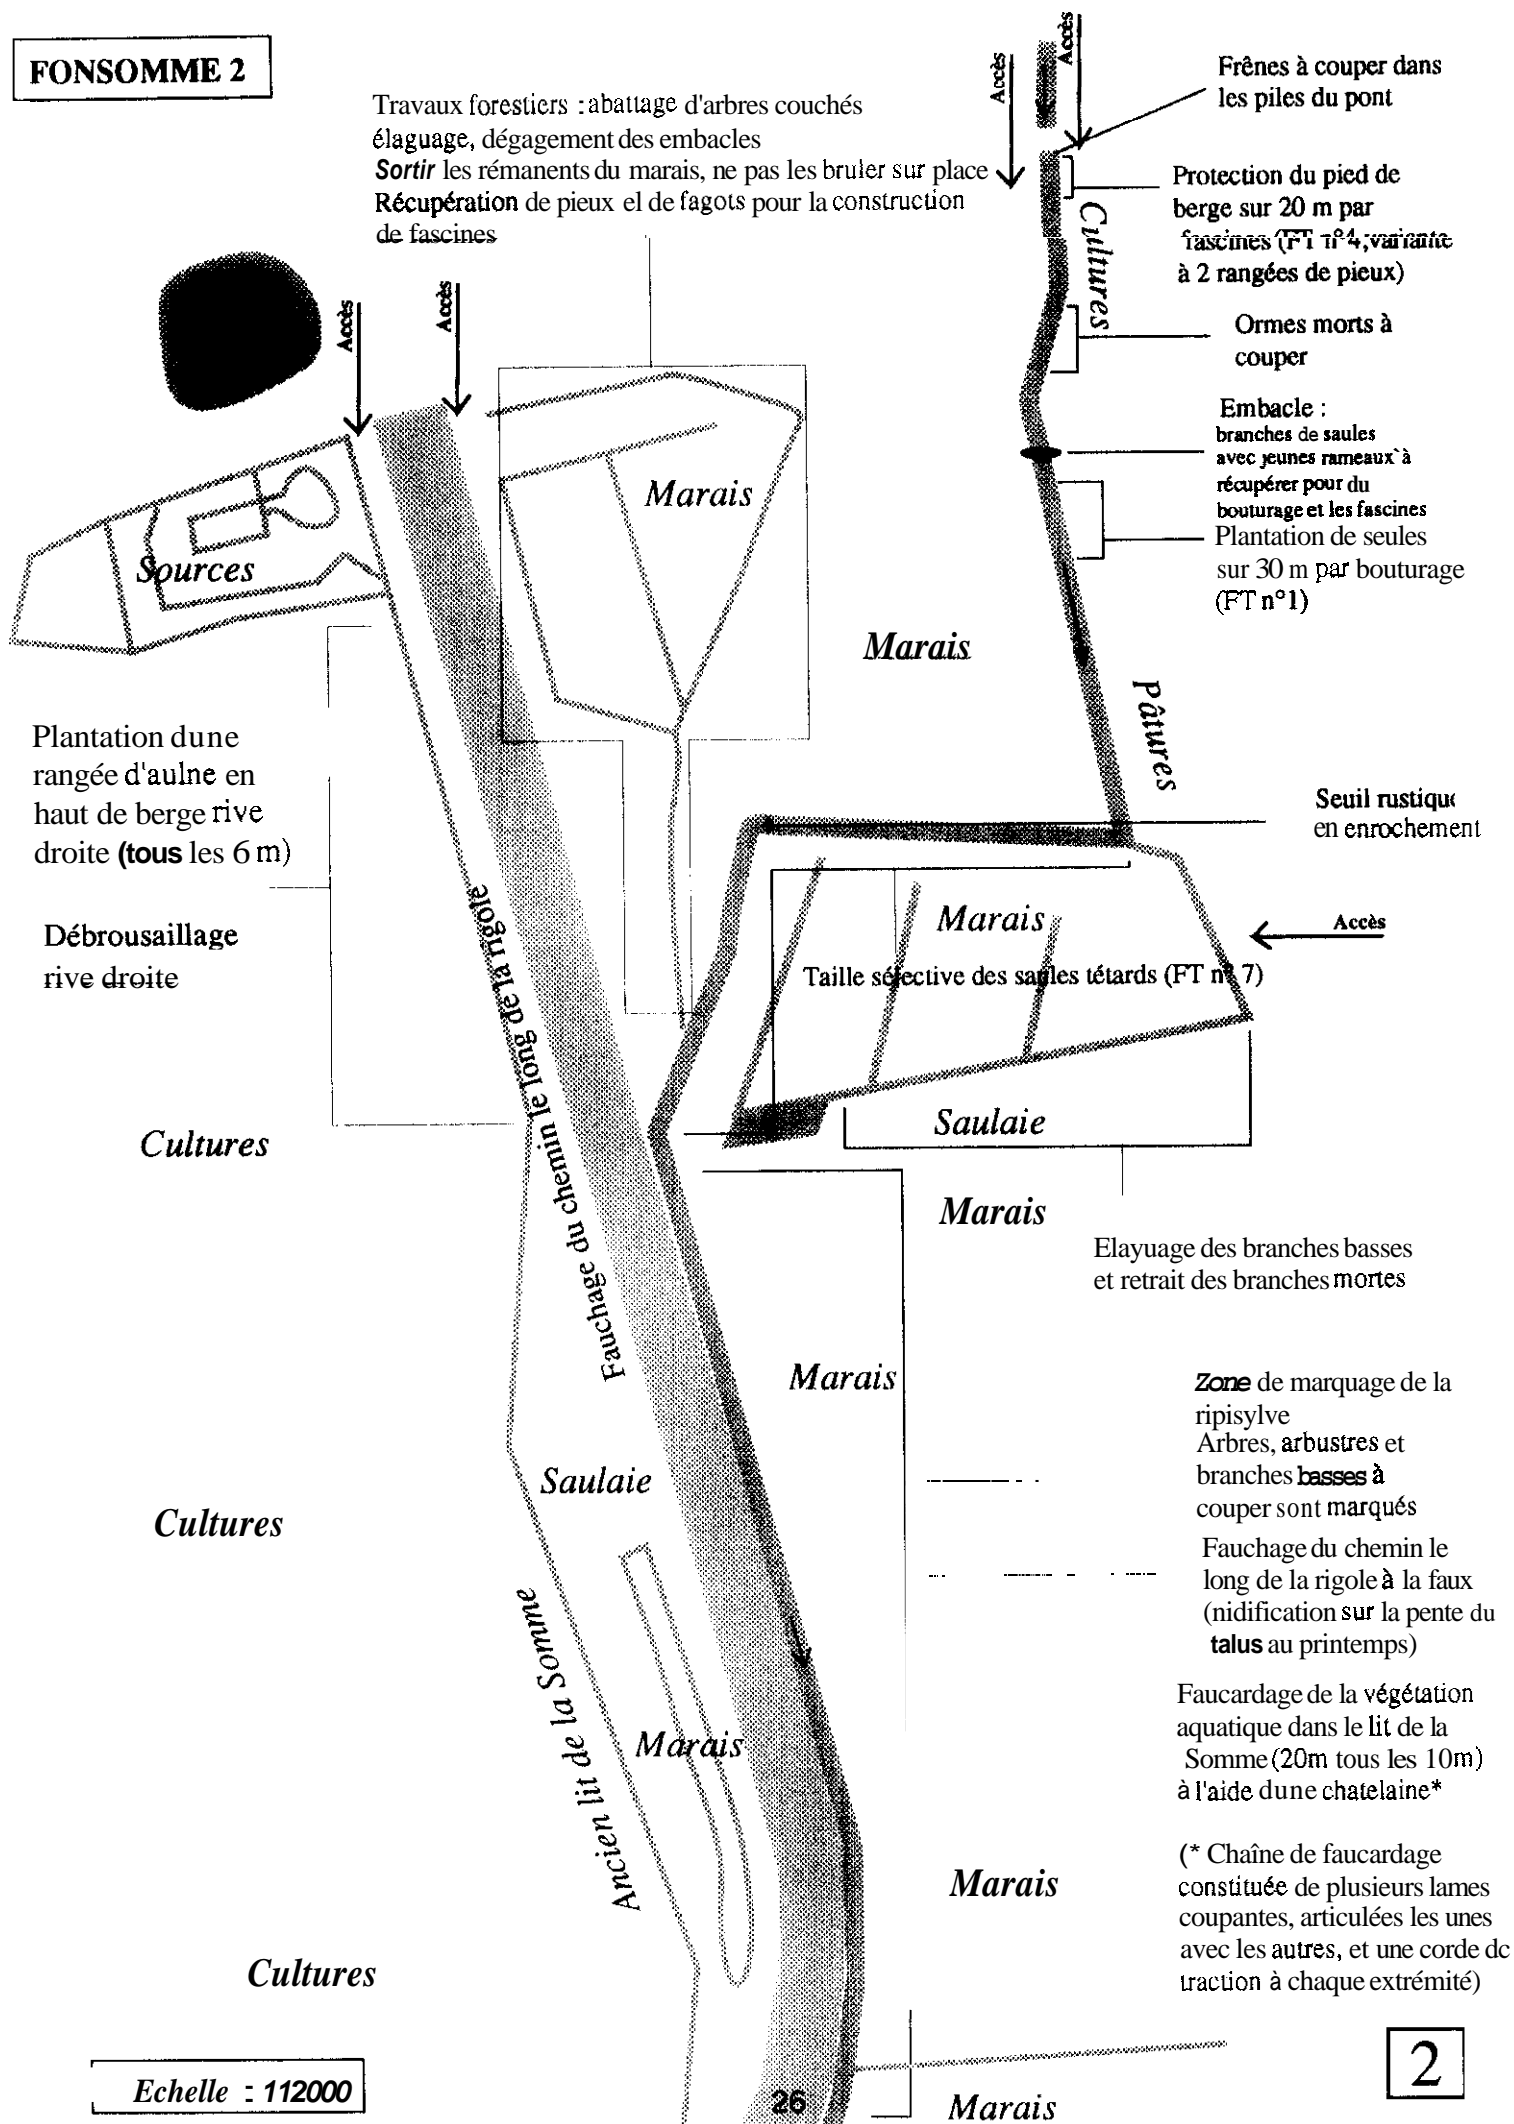 FONSOMME 2
Travaux forestiers : abattage d'arbres couchés
élaguage, dégagement des embacles
Sortir les rémanents du marais, ne pas les bruler sur place
Récupération de pieux el de fagots pour la construction
de fascines
Accès
Accès
Frênes à couper dans
les piles du pont
Protection du pied de
berge sur 20 m par
fascines (FT n°4, variante
à 2 rangées de pieux)
Cultures
Ormes morts à
couper
Accès
Accès
Embacle :
branches de saules
avec jeunes rameaux à
récupérer pour du
bouturage et les fascines
Plantation de seules
sur 30 m par bouturage
(FT n°1)
Marais
Sources
Marais
Pâtures
Plantation dune
rangée d'aulne en
haut de berge rive
droite (tous les 6 m)
Débrousaillage
rive droite
Seuil rustique
en enrochement
Marais
Accès
Taille sélective des saules tétards (FT n° 7)
Fauchage du chemin le long de la rigole
Saulaie
Cultures
Marais
Elayuage des branches basses
et retrait des branches mortes
Marais
Zone de marquage de la
ripisylve
Arbres, arbustres et
branches basses à
couper sont marqués
Saulaie
Cultures
Fauchage du chemin le
long de la rigole à la faux
(nidification sur la pente du
talus au printemps)
Ancien lit de la Somme
Marais
Faucardage de la végétation
aquatique dans le lit de la
Somme (20m tous les 10m)
à l'aide dune chatelaine*
(* Chaîne de faucardage
constituée de plusieurs lames
coupantes, articulées les unes
avec les autres, et une corde dc
traction à chaque extrémité)
Marais
Cultures
2
Echelle : 112000
26
Marais